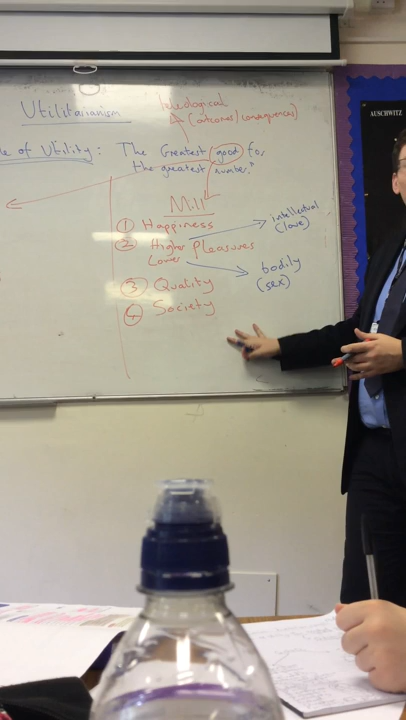 teleological
Utilitarianism
(outcomes/consequences)
AUSCHWITZ
le of Utility: The Greatest good for
the greatest number."
Mill
① Happiness
intellectual
(love)
② Higher Pleasures
Lower
bodily
(sex)
③ Quality
④ Society